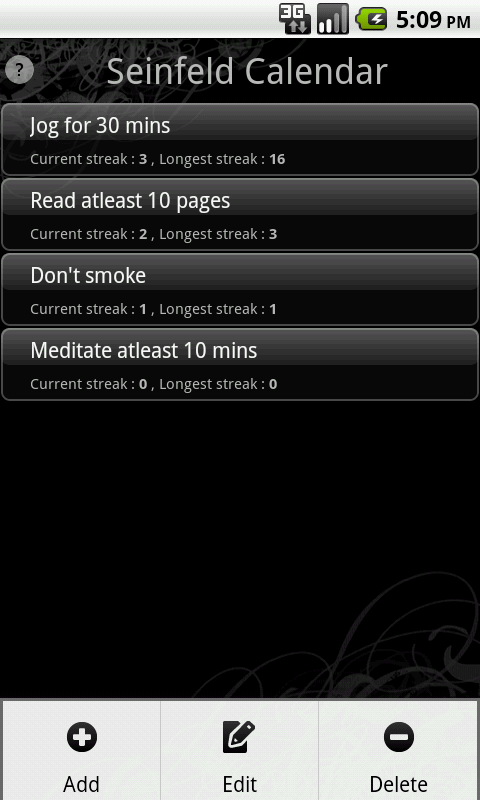 3G 5:09 PM
? Seinfeld Calendar
Jog for 30 mins
Current streak : 3 , Longest streak : 16
Read atleast 10 pages
Current streak : 2 , Longest streak : 3
Don't smoke
Current streak : 1 , Longest streak : 1
Meditate atleast 10 mins
Current streak : 0 , Longest streak : 0
Add Edit Delete